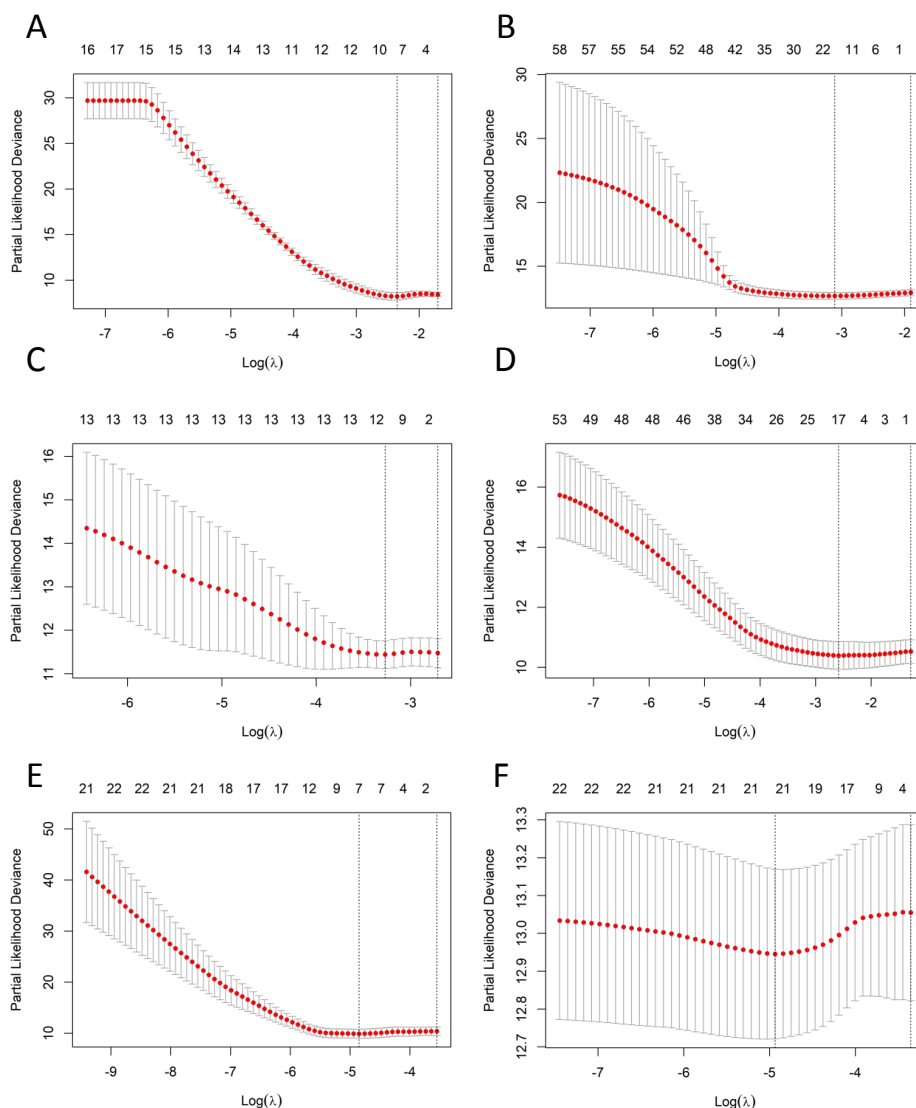 A
16 17 15 15 13 14 13 11 12 12 10 7 4
Partial Likelihood Deviance
30
25
20
15
10
-7 -6 -5 -4 -3 -2
Log(λ)
B
58 57 55 54 52 48 42 35 30 22 11 6 1
Partial Likelihood Deviance
30
25
20
15
-7 -6 -5 -4 -3 -2
Log(λ)
C
13 13 13 13 13 13 13 13 13 13 13 12 9 2
Partial Likelihood Deviance
16
15
14
13
12
11
-6 -5 -4 -3
Log(λ)
D
53 49 48 48 46 38 34 26 25 17 4 3 1
Partial Likelihood Deviance
16
14
12
10
-7 -6 -5 -4 -3 -2
Log(λ)
E
21 22 22 21 21 18 17 17 12 9 7 7 4 2
Partial Likelihood Deviance
50
40
30
20
10
-9 -8 -7 -6 -5 -4
Log(λ)
F
22 22 22 21 21 21 21 21 19 17 9 4
Partial Likelihood Deviance
13.3
13.2
13.1
13.0
12.9
12.8
12.7
-7 -6 -5 -4
Log(λ)